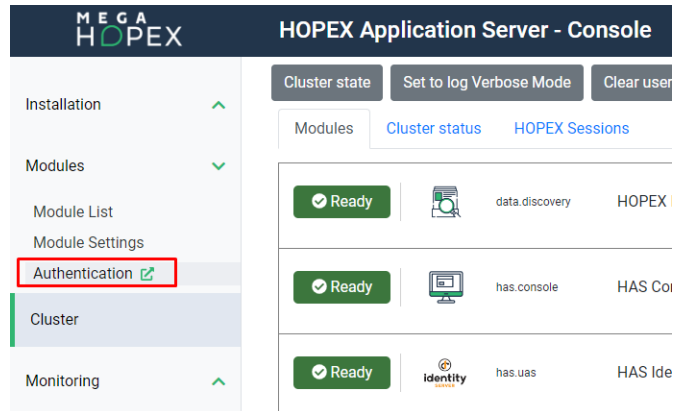 MEGA
HOPEX
HOPEX Application Server - Console
Installation
Modules
Module List
Module Settings
Authentication
Cluster
Monitoring
Cluster state
Set to log Verbose Mode
Clear user
Modules
Cluster status
HOPEX Sessions
Ready
data.discovery
HOPEX
Ready
has.console
HAS Co
Ready
identity
SERVER
has.uas
HAS Ide